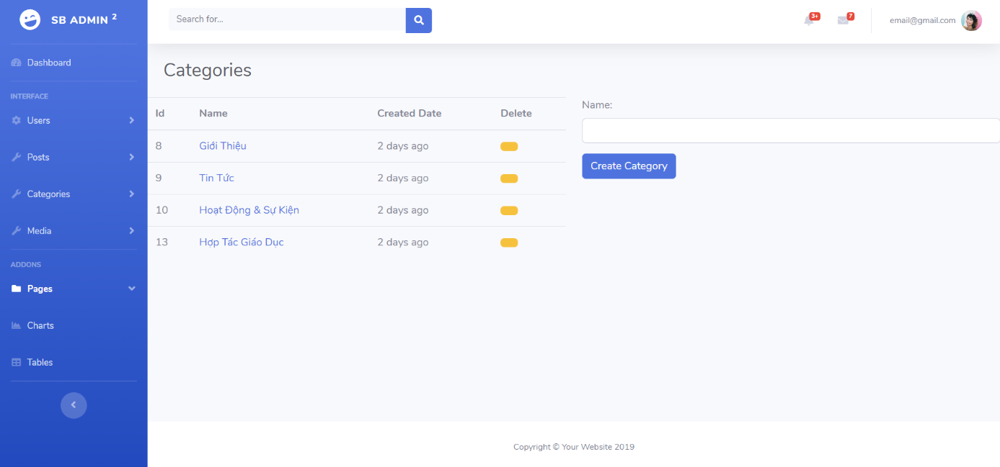 SB ADMIN 2
Search for...
3+
7
email@gmail.com
Dashboard
INTERFACE
Users
Posts
Categories
Media
ADDONS
Pages
Charts
Tables
Categories
Id Name Created Date Delete
8 Giới Thiệu 2 days ago
9 Tin Tức 2 days ago
10 Hoạt Động & Sự Kiện 2 days ago
13 Hợp Tác Giáo Dục 2 days ago
Name:
Create Category
Copyright © Your Website 2019